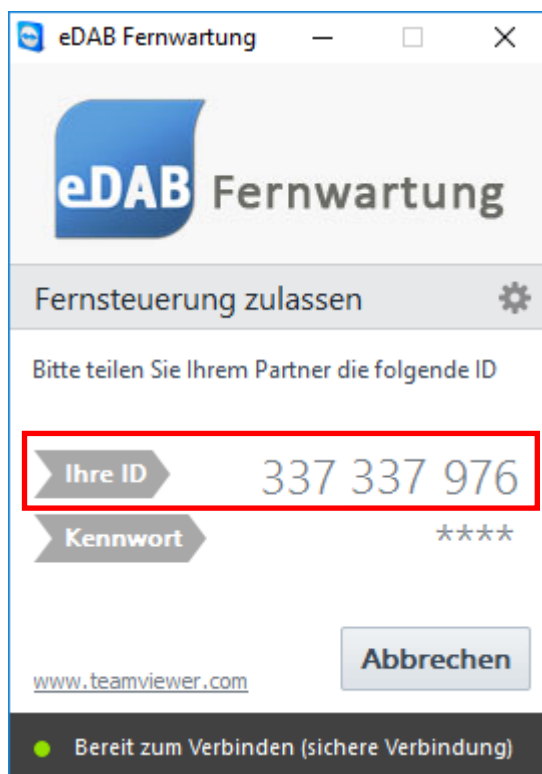 eDAB Fernwartung
eDAB Fernwartung
Fernsteuerung zulassen
Bitte teilen Sie Ihrem Partner die folgende ID
Ihre ID 337 337 976
Kennwort ****
Abbrechen
www.teamviewer.com
Bereit zum Verbinden (sichere Verbindung)